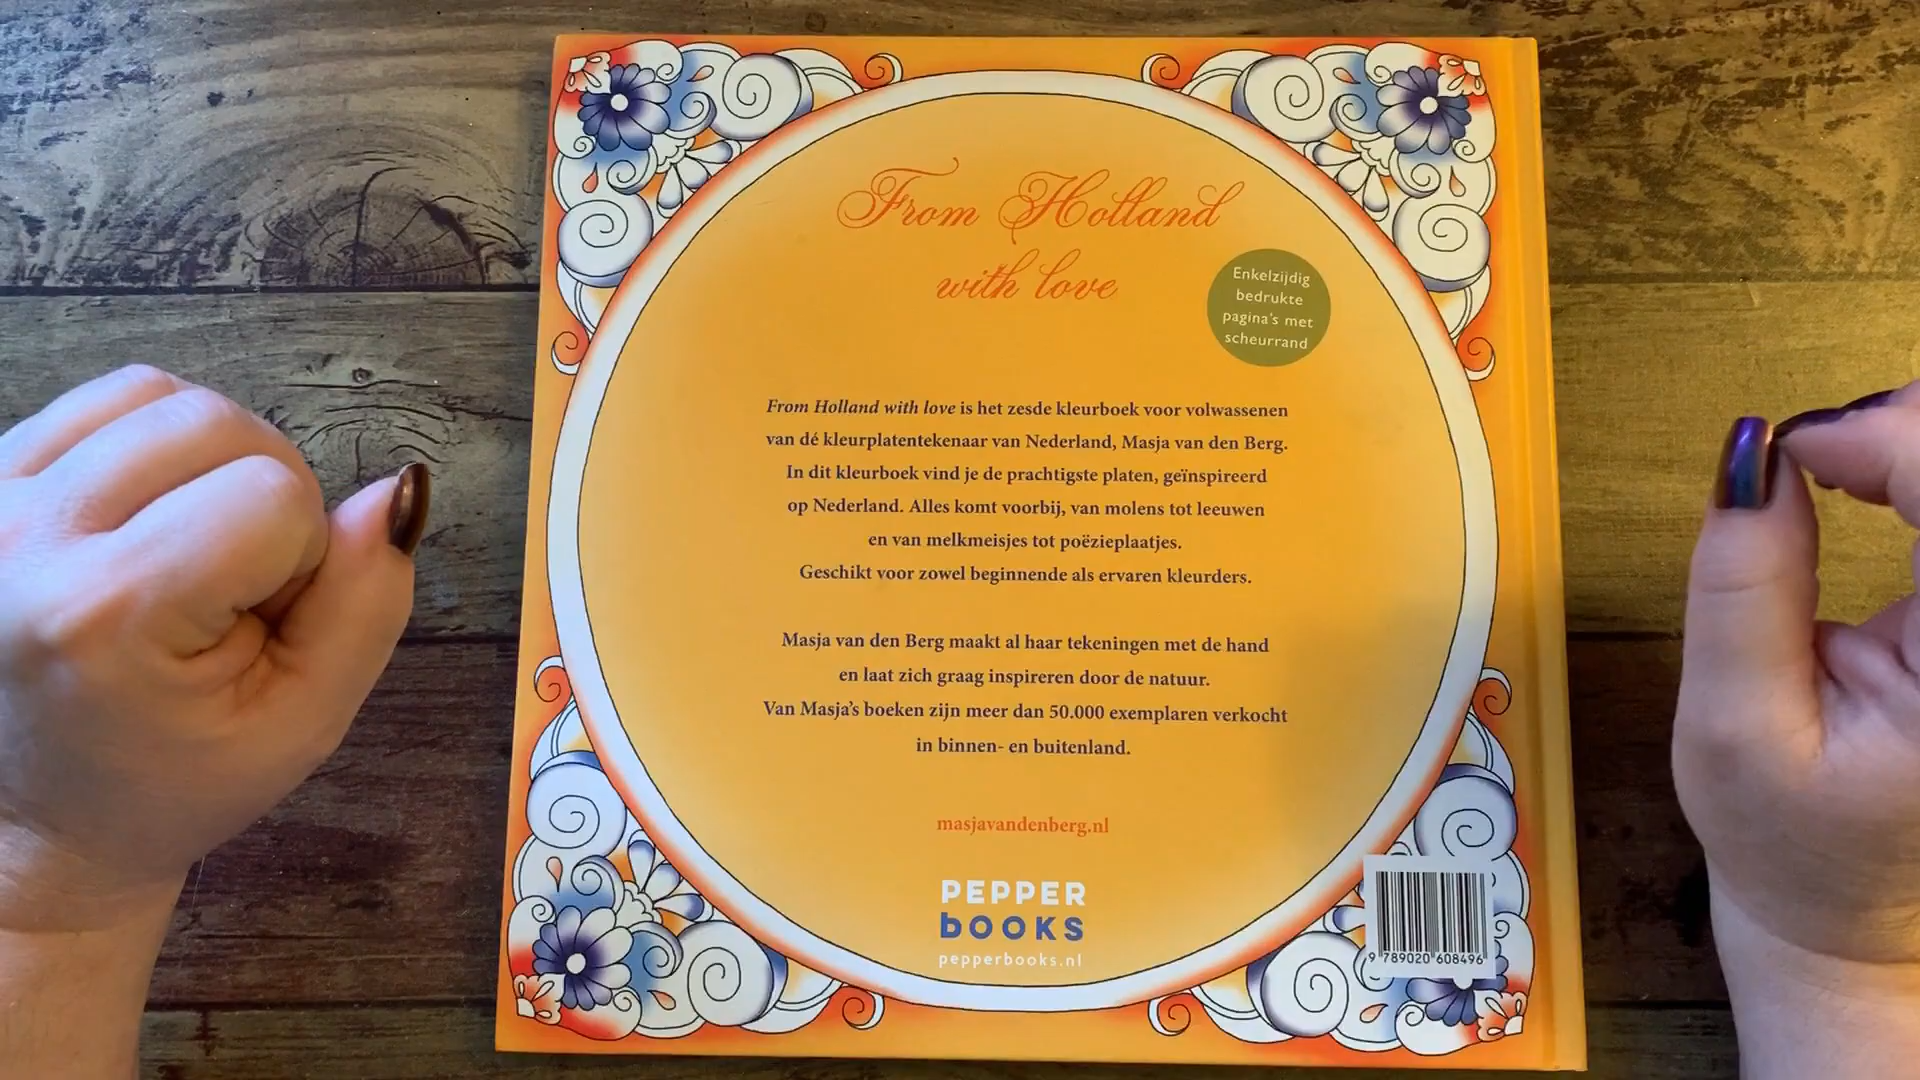 From Holland
with love
Enkelzijdig
bedrukte
pagina's met
scheurrand
From Holland with love is het zesde kleurboek voor volwassenen
van dé kleurplatentekenaar van Nederland, Masja van den Berg.
In dit kleurboek vind je de prachtigste platen, geïnspireerd
op Nederland. Alles komt voorbij, van molens tot leeuwen
en van melkmeisjes tot poëzieplaatjes.
Geschikt voor zowel beginnende als ervaren kleurders.
Masja van den Berg maakt al haar tekeningen met de hand
en laat zich graag inspireren door de natuur.
Van Masja's boeken zijn meer dan 50.000 exemplaren verkocht
in binnen- en buitenland.
masjavandenberg.nl
PEPPER
bOOKS
pepperbooks.nl
9 789020 608496